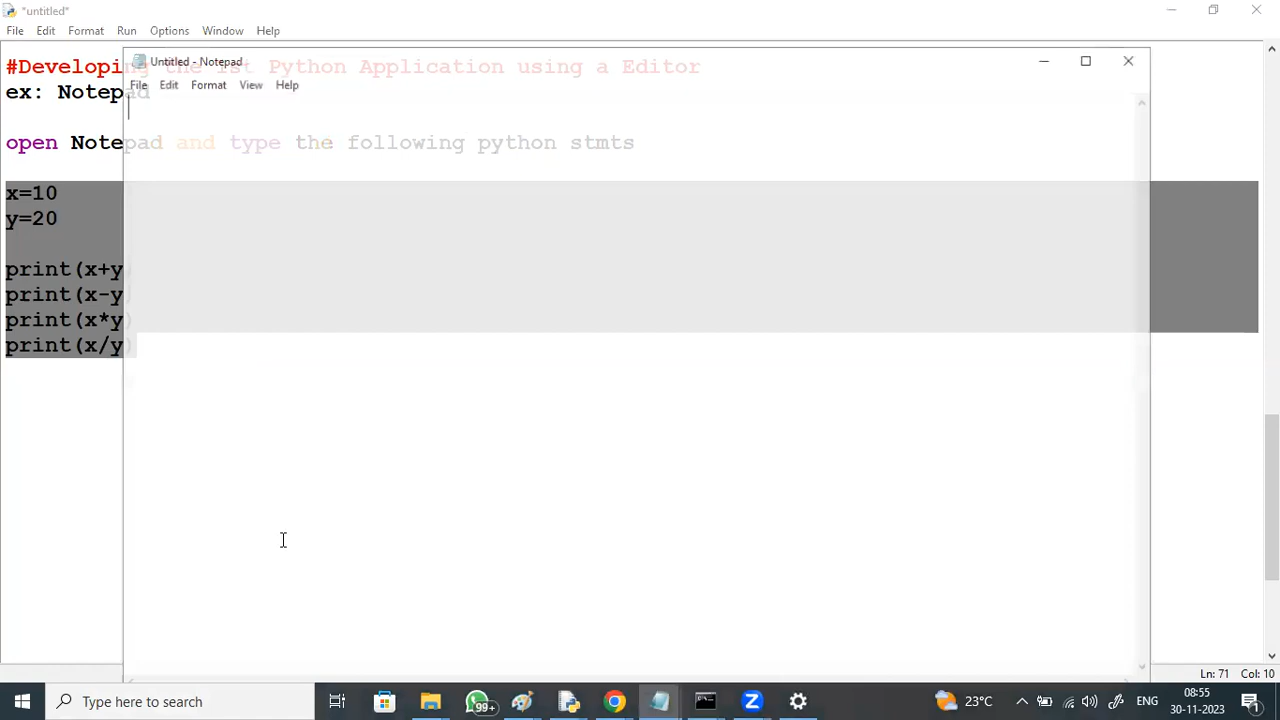 *untitled*
File Edit Format Run Options Window Help
#Developing the 1st Python Application using a Editor
Untitled - Notepad
File Edit Format View Help
ex: Notepad
open Notepad and type the following python stmts
x=10
y=20
print(x+y)
print(x-y)
print(x*y)
print(x/y)
Ln: 71 Col: 10
Type here to search
99+
23°C
ENG
08:55
30-11-2023
1